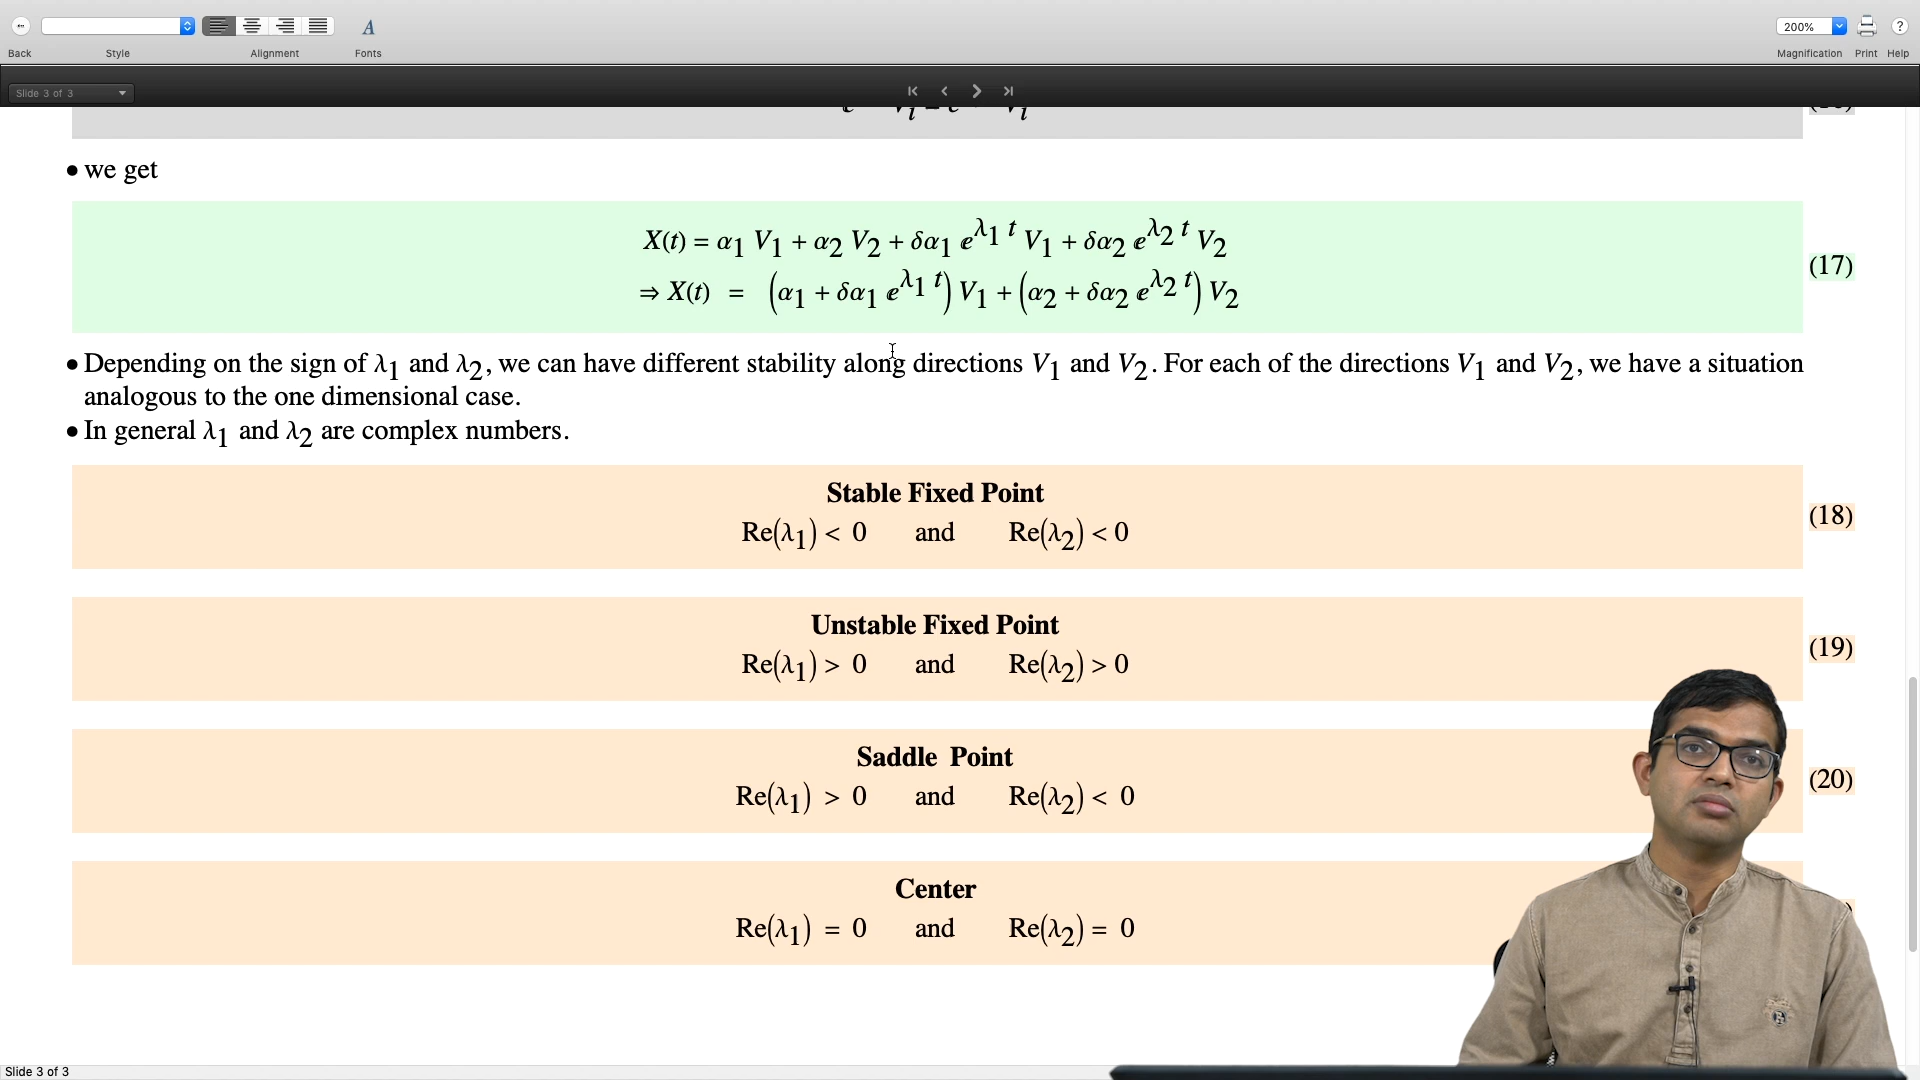 200%
Back Style Alignment Fonts Magnification Print Help
Slide 3 of 3
• we get
X(t) = α₁ V₁ + α₂ V₂ + δα₁ e^(λ₁ t) V₁ + δα₂ e^(λ₂ t) V₂
⇒ X(t) = (α₁ + δα₁ e^(λ₁ t)) V₁ + (α₂ + δα₂ e^(λ₂ t)) V₂
(17)
• Depending on the sign of λ₁ and λ₂, we can have different stability along directions V₁ and V₂. For each of the directions V₁ and V₂, we have a situation
analogous to the one dimensional case.
• In general λ₁ and λ₂ are complex numbers.
Stable Fixed Point
Re(λ₁) < 0 and Re(λ₂) < 0
(18)
Unstable Fixed Point
Re(λ₁) > 0 and Re(λ₂) > 0
(19)
Saddle Point
Re(λ₁) > 0 and Re(λ₂) < 0
(20)
Center
Re(λ₁) = 0 and Re(λ₂) = 0
Slide 3 of 3